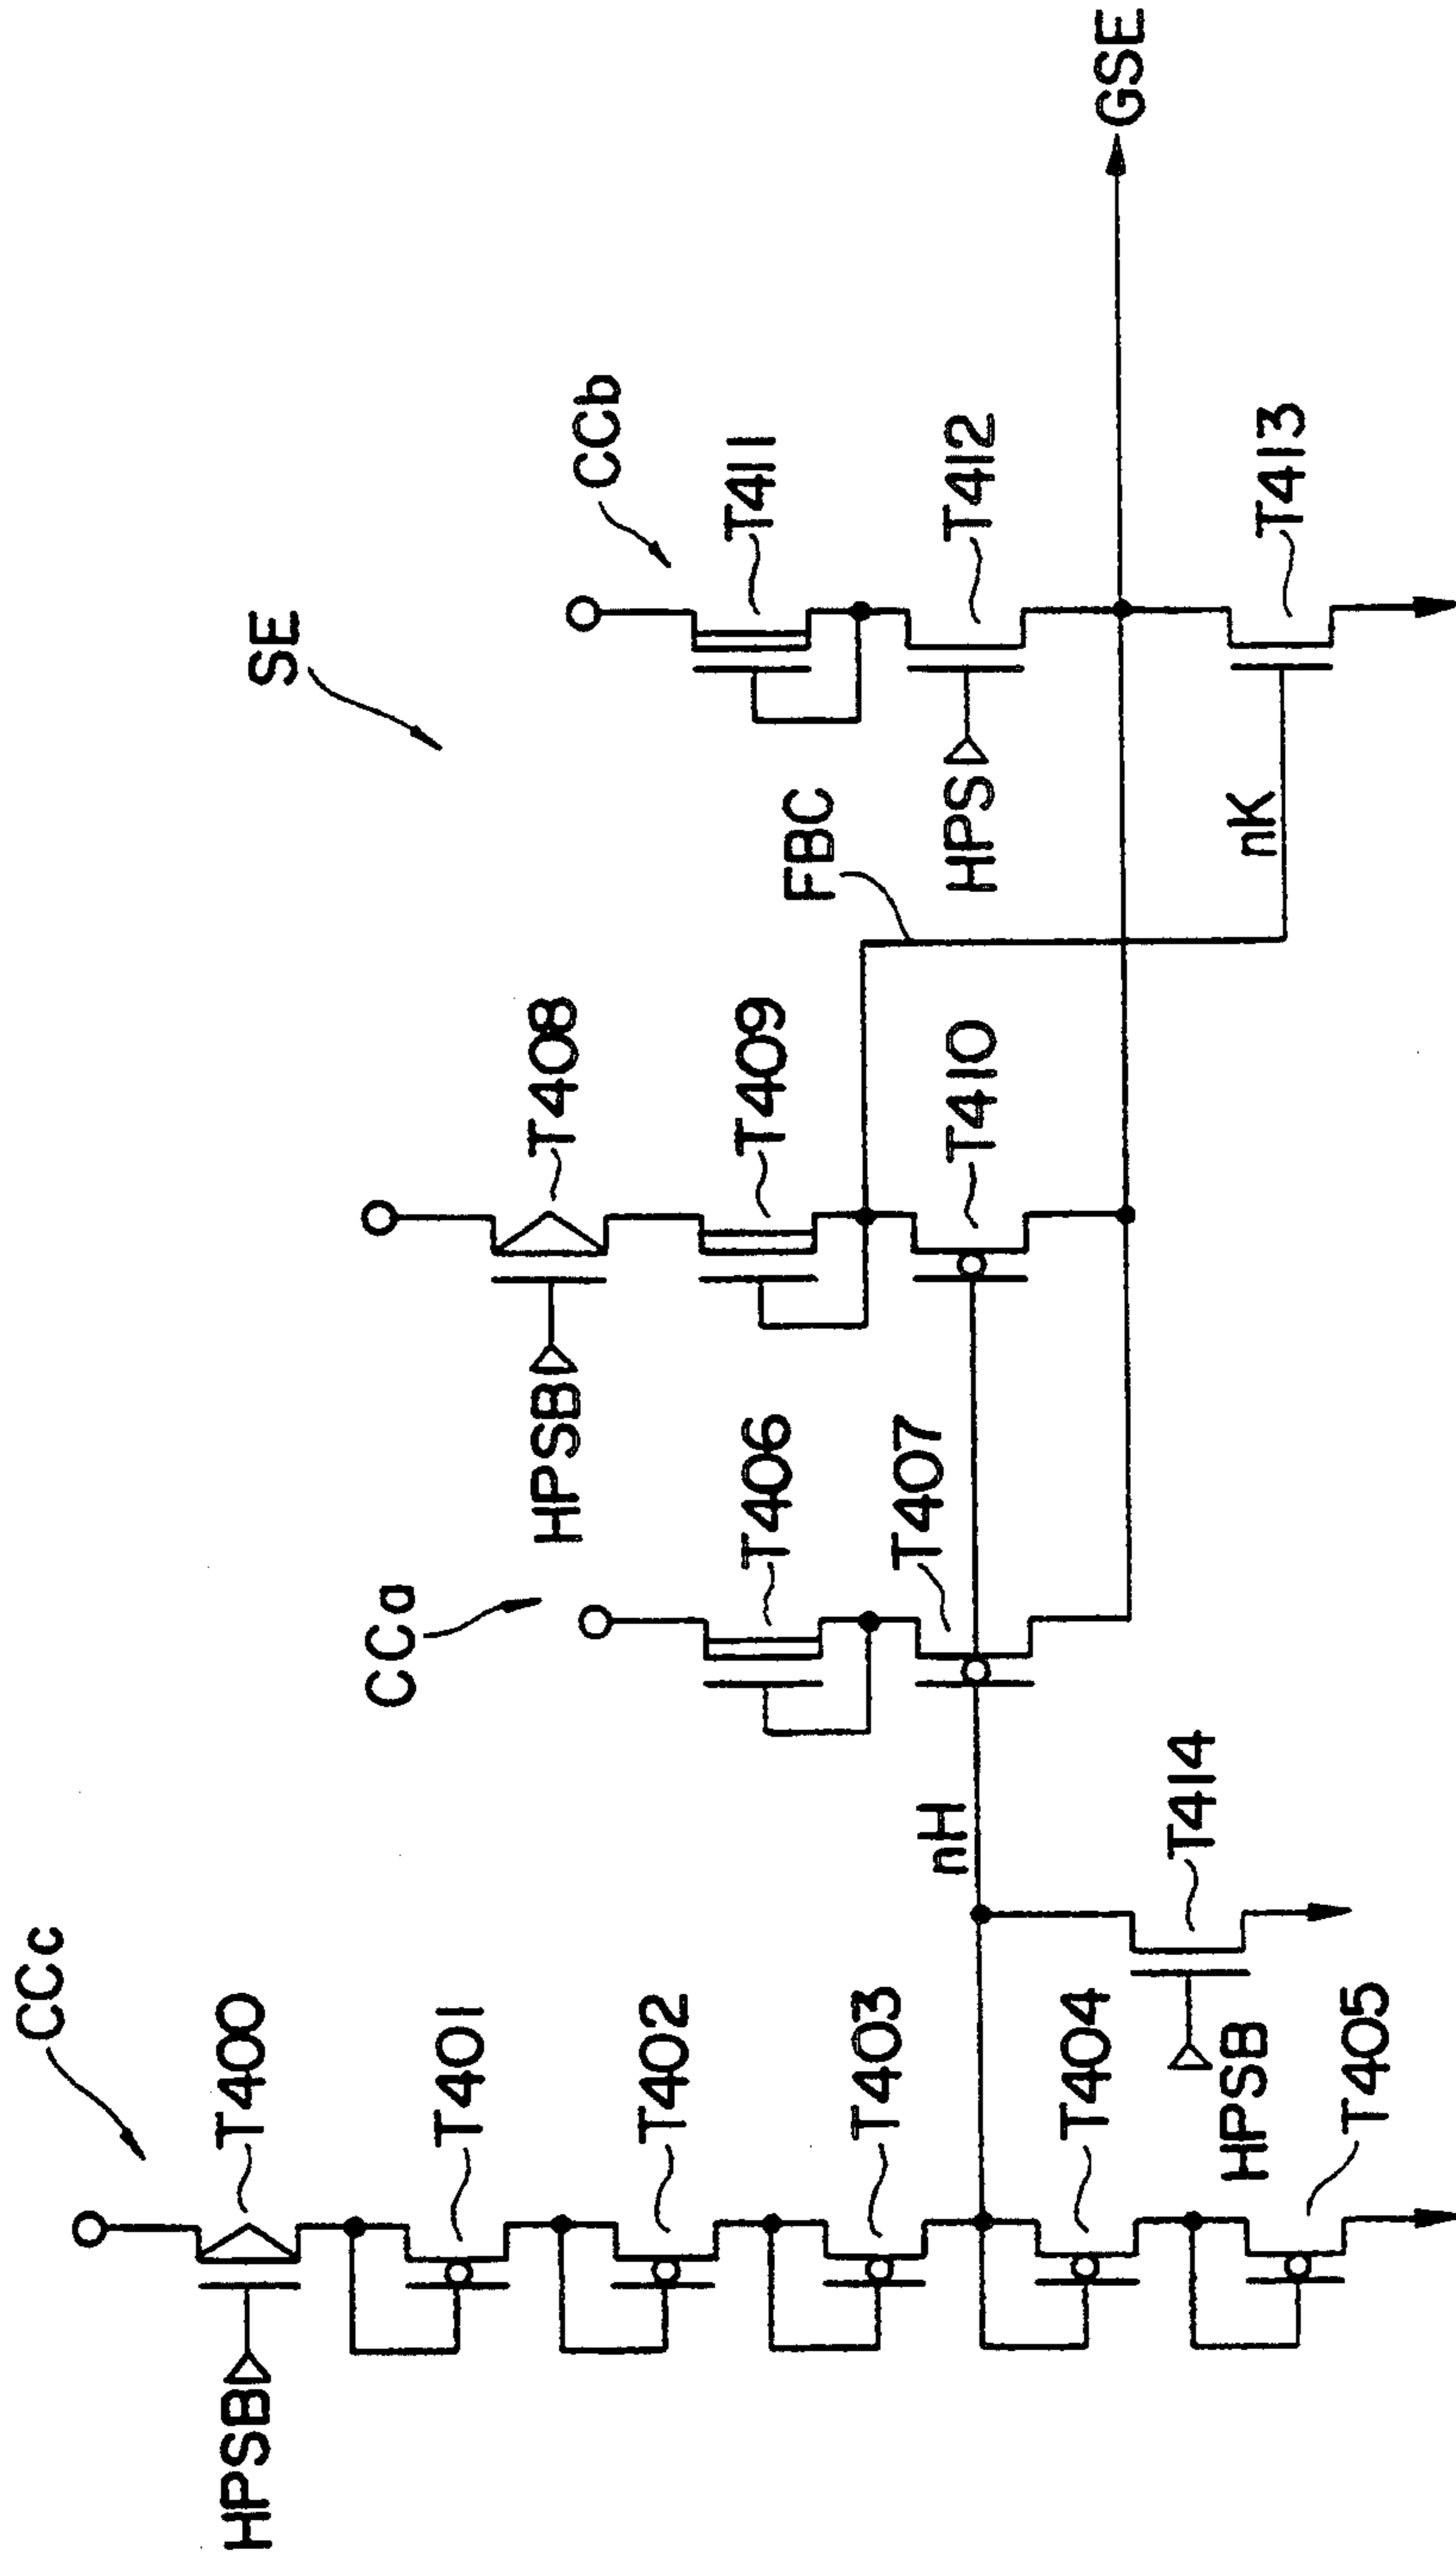 CCc
HPSB
T400
T401
T402
T403
T404
T405
HPSB
T414
nH
CCa
T406
T407
HPSB
T408
T409
T410
FBC
SE
CCb
T411
HPS
T412
nK
T413
GSE